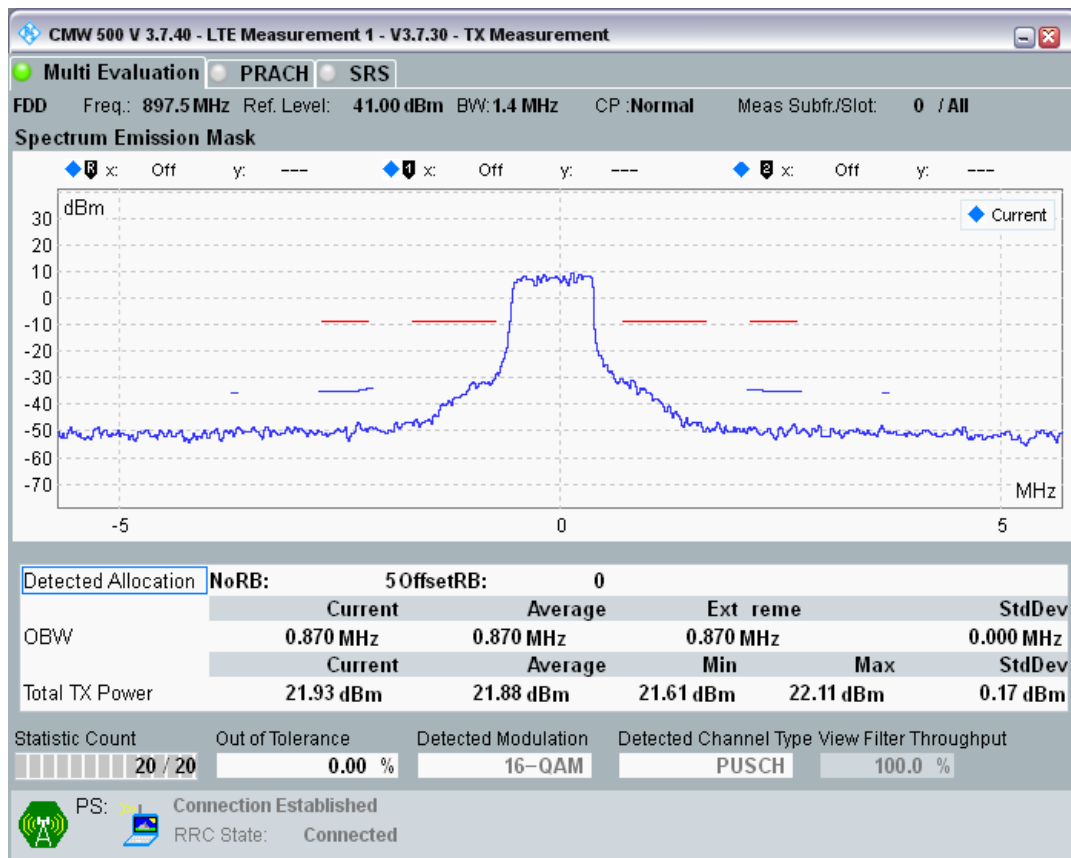 CMW 500 V 3.7.40 - LTE Measurement 1 - V3.7.30 - TX Measurement
Multi Evaluation PRACH SRS
FDD Freq.: 897.5 MHz Ref. Level: 41.00 dBm BW: 1.4 MHz CP :Normal Meas Subfr./Slot: 0 / All
Spectrum Emission Mask
R x: Off y: --- 1 x: Off y: --- 2 x: Off y: ---
dBm
Current
30
20
10
0
-10
-20
-30
-40
-50
-60
-70
MHz
-5 0 5
Detected Allocation NoRB: 5 OffsetRB: 0
Current Average Ext reme StdDev
OBW 0.870 MHz 0.870 MHz 0.870 MHz 0.000 MHz
Current Average Min Max StdDev
Total TX Power 21.93 dBm 21.88 dBm 21.61 dBm 22.11 dBm 0.17 dBm
Statistic Count Out of Tolerance Detected Modulation Detected Channel Type View Filter Throughput
20 / 20 0.00 % 16-QAM PUSCH 100.0 %
PS: Connection Established
RRC State: Connected